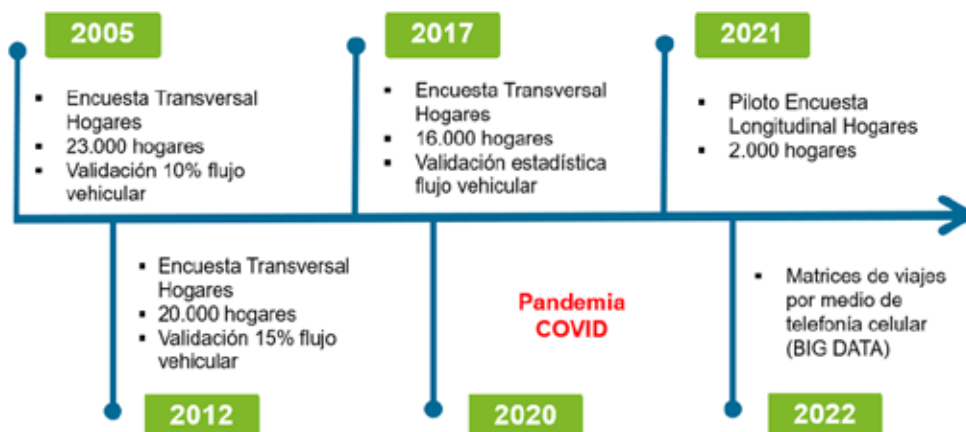 2005
▪ Encuesta Transversal
Hogares
▪ 23.000 hogares
▪ Validación 10% flujo
vehicular
2017
▪ Encuesta Transversal
Hogares
▪ 16.000 hogares
▪ Validación estadística
flujo vehicular
2021
▪ Piloto Encuesta
Longitudinal Hogares
▪ 2.000 hogares
▪ Encuesta Transversal
Hogares
▪ 20.000 hogares
▪ Validación 15% flujo
vehicular
2012
Pandemia
COVID
2020
▪ Matrices de viajes
por medio de
telefonía celular
(BIG DATA)
2022